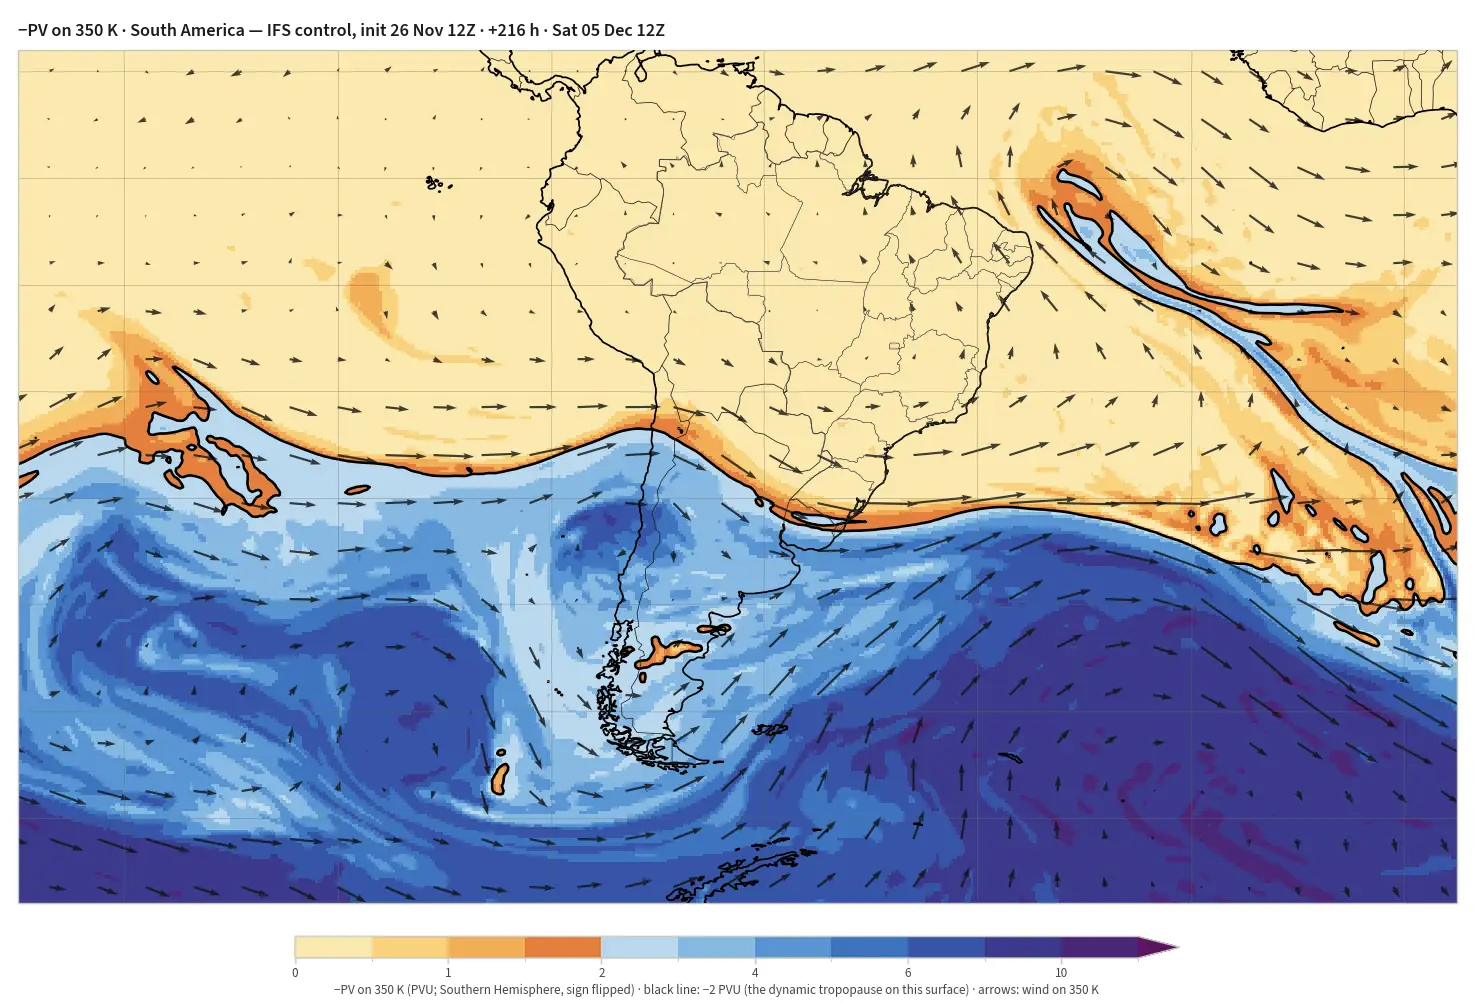 −PV on 350 K · South America — IFS control, init 26 Nov 12Z · +216 h · Sat 05 Dec 12Z
0 1 2 4 6 10
−PV on 350 K (PVU; Southern Hemisphere, sign flipped) · black line: −2 PVU (the dynamic tropopause on this surface) · arrows: wind on 350 K